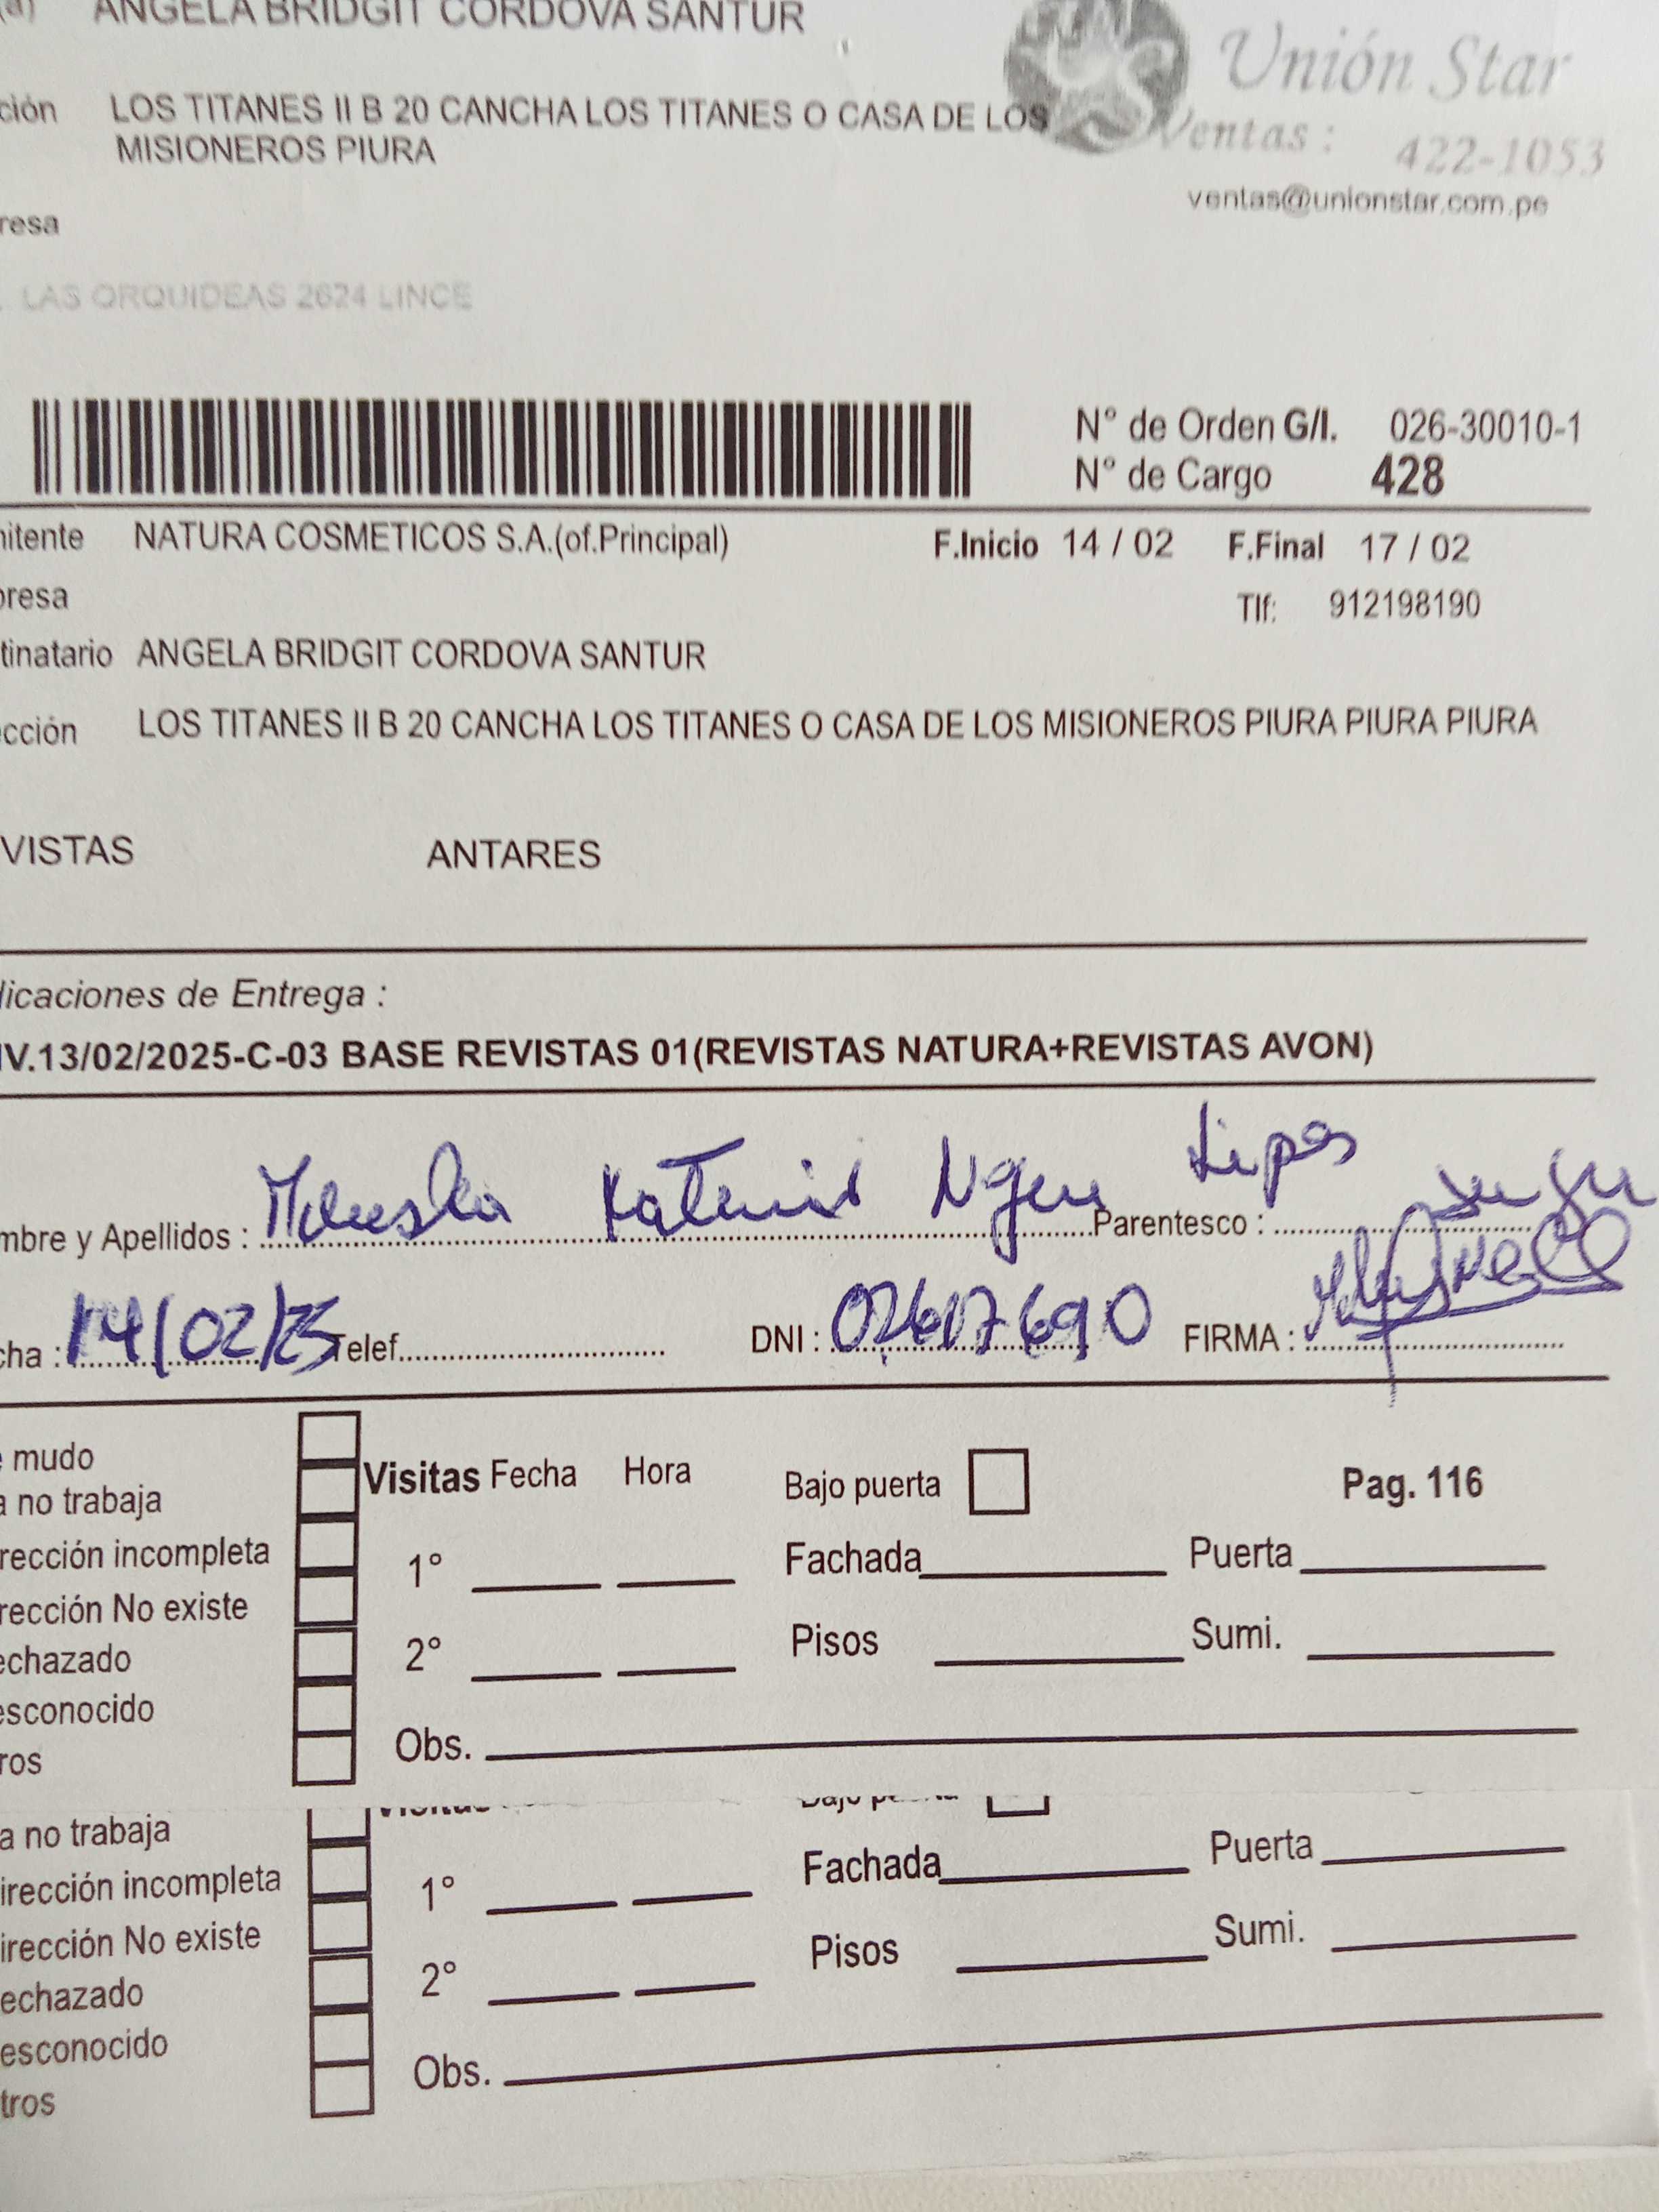 (a) ANGELA BRIDGIT CORDOVA SANTUR
Unión Star
ción LOS TITANES II B 20 CANCHA LOS TITANES O CASA DE LOS
MISIONEROS PIURA
Ventas : 422-1053
ventas@unionstar.com.pe
resa
. LAS ORQUIDEAS 2624 LINCE
N° de Orden G/I. 026-30010-1
N° de Cargo 428
mitente NATURA COSMETICOS S.A.(of.Principal) F.Inicio 14 / 02 F.Final 17 / 02
presa Tlf: 912198190
tinatario ANGELA BRIDGIT CORDOVA SANTUR
cción LOS TITANES II B 20 CANCHA LOS TITANES O CASA DE LOS MISIONEROS PIURA PIURA PIURA
VISTAS ANTARES
dicaciones de Entrega :
IV.13/02/2025-C-03 BASE REVISTAS 01(REVISTAS NATURA+REVISTAS AVON)
mbre y Apellidos : Parentesco :
cha : 14/02/25 Telef. DNI : 02617690 FIRMA :
e mudo
a no trabaja
Visitas Fecha Hora Bajo puerta Pag. 116
rección incompleta 1° Fachada Puerta
rección No existe
echazado 2° Pisos Sumi.
esconocido
ros Obs.
a no trabaja
irección incompleta 1° Fachada Puerta
irección No existe
echazado 2° Pisos Sumi.
esconocido
tros Obs.